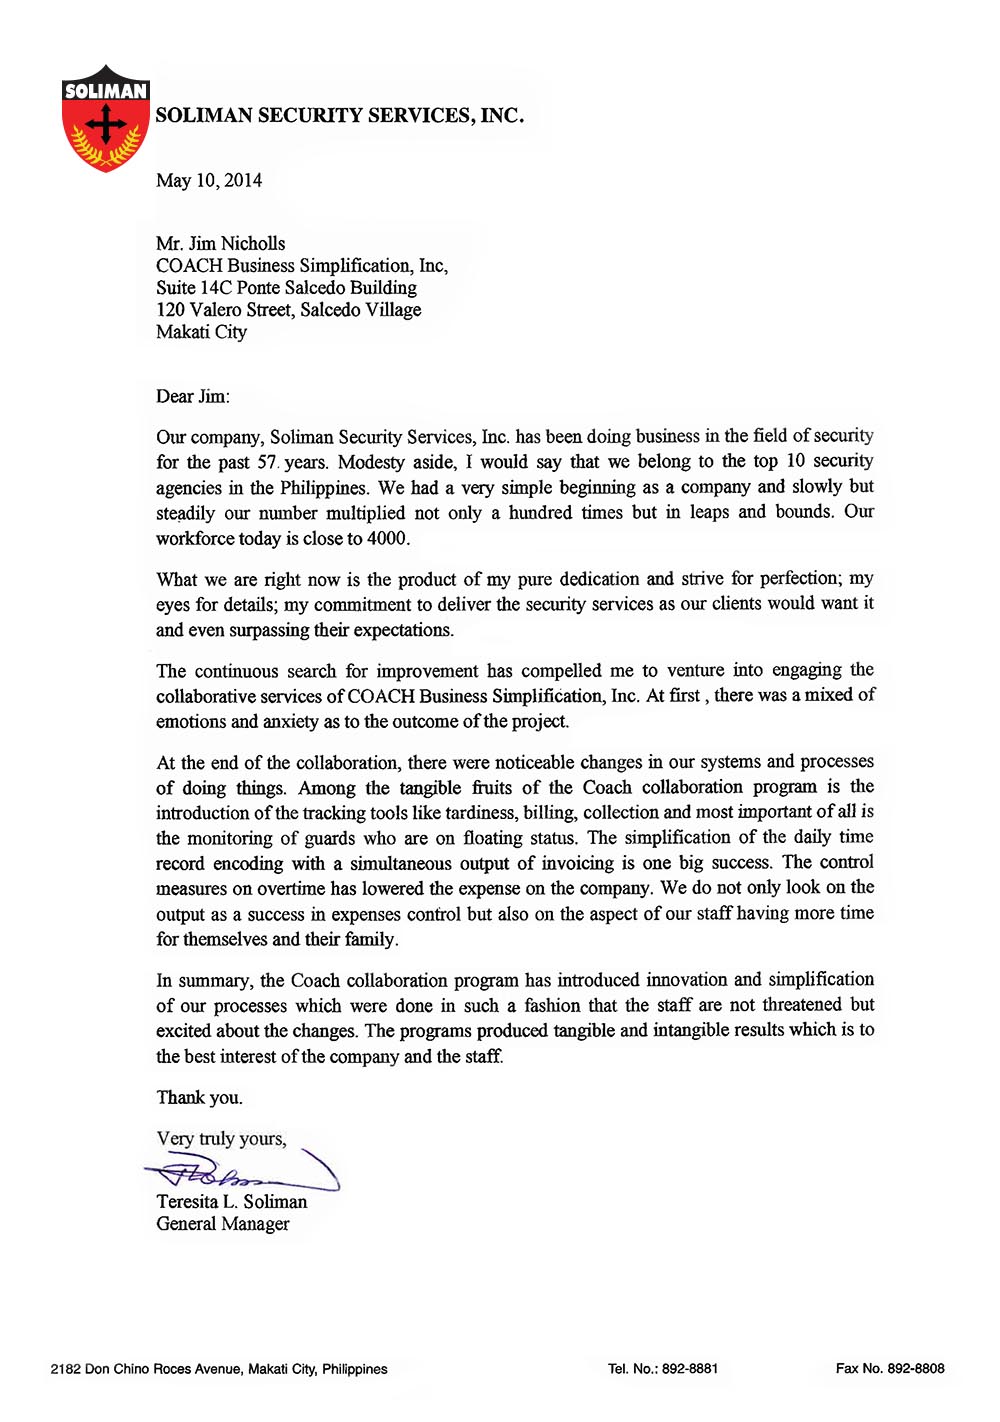 SOLIMAN
SOLIMAN SECURITY SERVICES, INC.
May 10, 2014
Mr. Jim Nicholls
COACH Business Simplification, Inc,
Suite 14C Ponte Salcedo Building
120 Valero Street, Salcedo Village
Makati City
Dear Jim:
Our company, Soliman Security Services, Inc. has been doing business in the field of security
for the past 57. years. Modesty aside, I would say that we belong to the top 10 security
agencies in the Philippines. We had a very simple beginning as a company and slowly but
steadily our number multiplied not only a hundred times but in leaps and bounds. Our
workforce today is close to 4000.
What we are right now is the product of my pure dedication and strive for perfection; my
eyes for details; my commitment to deliver the security services as our clients would want it
and even surpassing their expectations.
The continuous search for improvement has compelled me to venture into engaging the
collaborative services of COACH Business Simplification, Inc. At first , there was a mixed of
emotions and anxiety as to the outcome of the project.
At the end of the collaboration, there were noticeable changes in our systems and processes
of doing things. Among the tangible fruits of the Coach collaboration program is the
introduction of the tracking tools like tardiness, billing, collection and most important of all is
the monitoring of guards who are on floating status. The simplification of the daily time
record encoding with a simultaneous output of invoicing is one big success. The control
measures on overtime has lowered the expense on the company. We do not only look on the
output as a success in expenses control but also on the aspect of our staff having more time
for themselves and their family.
In summary, the Coach collaboration program has introduced innovation and simplification
of our processes which were done in such a fashion that the staff are not threatened but
excited about the changes. The programs produced tangible and intangible results which is to
the best interest of the company and the staff.
Thank you.
Very truly yours,
Teresita L. Soliman
General Manager
2182 Don Chino Roces Avenue, Makati City, Philippines Tel. No.: 892-8881 Fax No. 892-8808